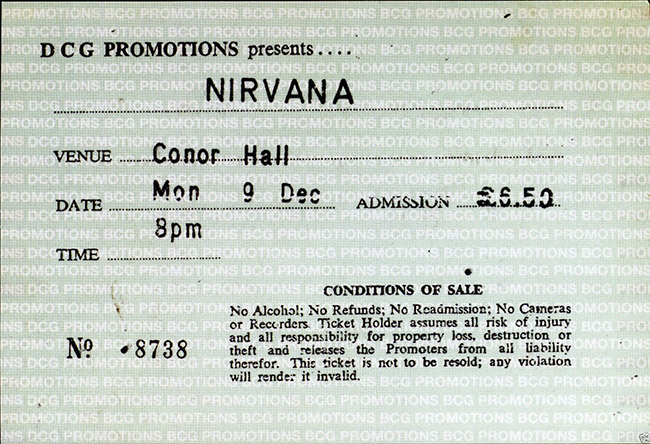 DCG PROMOTIONS presents....
NIRVANA
VENUE Conor Hall
DATE Mon 9 Dec ADMISSION £6.50
8pm
TIME
CONDITIONS OF SALE
No Alcohol; No Refunds; No Readmission; No Cameras
or Recorders. Ticket Holder assumes all risk of injury
and all responsibility for property loss, destruction or
theft and releases the Promoters from all liability
therefor. This ticket is not to be resold; any violation
will render it invalid.
Nº 8738